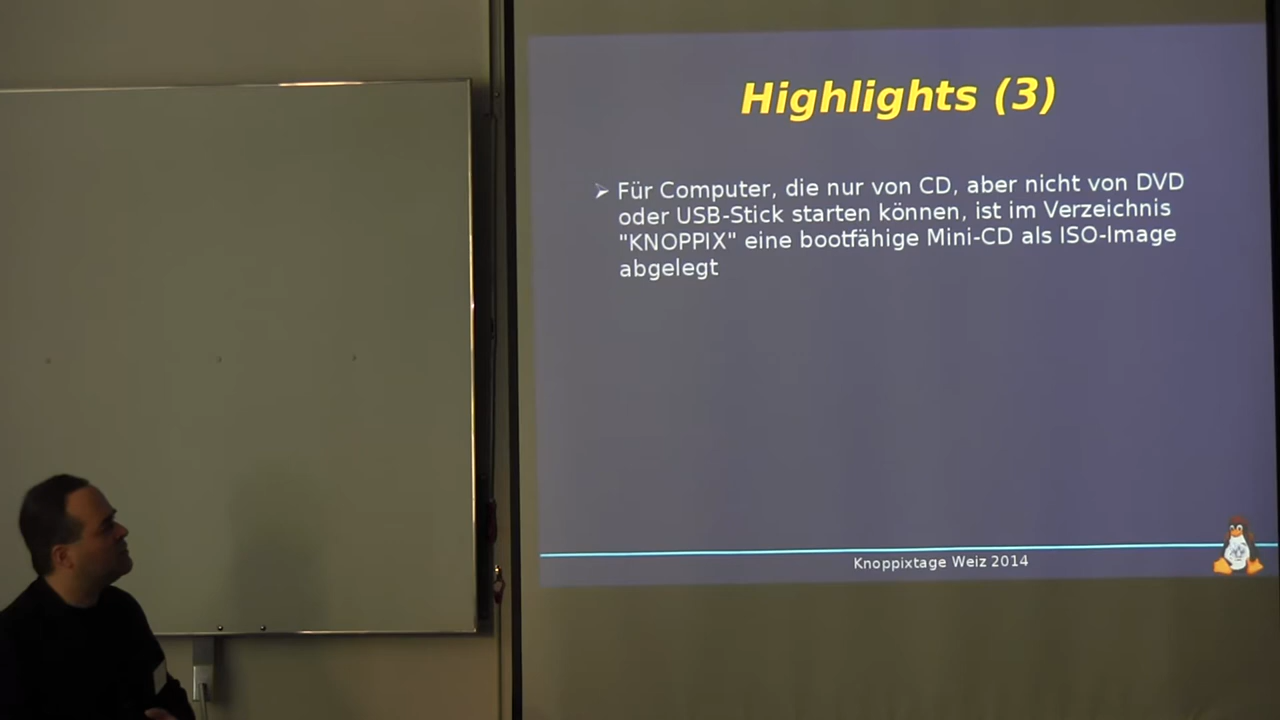 Highlights (3)
Für Computer, die nur von CD, aber nicht von DVD
oder USB-Stick starten können, ist im Verzeichnis
"KNOPPIX" eine bootfähige Mini-CD als ISO-Image
abgelegt
Knoppixtage Weiz 2014